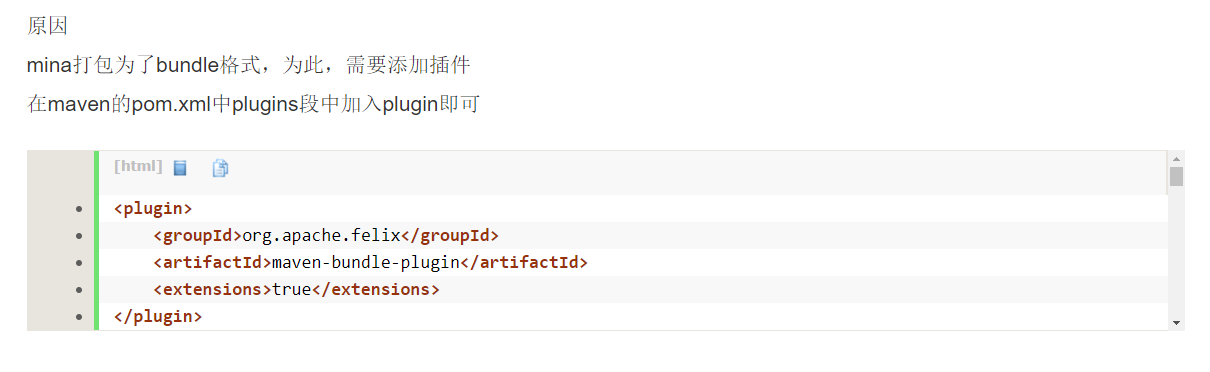 原因
mina打包为了bundle格式，为此，需要添加插件
在maven的pom.xml中plugins段中加入plugin即可
[html]
<plugin>
<groupId>org.apache.felix</groupId>
<artifactId>maven-bundle-plugin</artifactId>
<extensions>true</extensions>
</plugin>